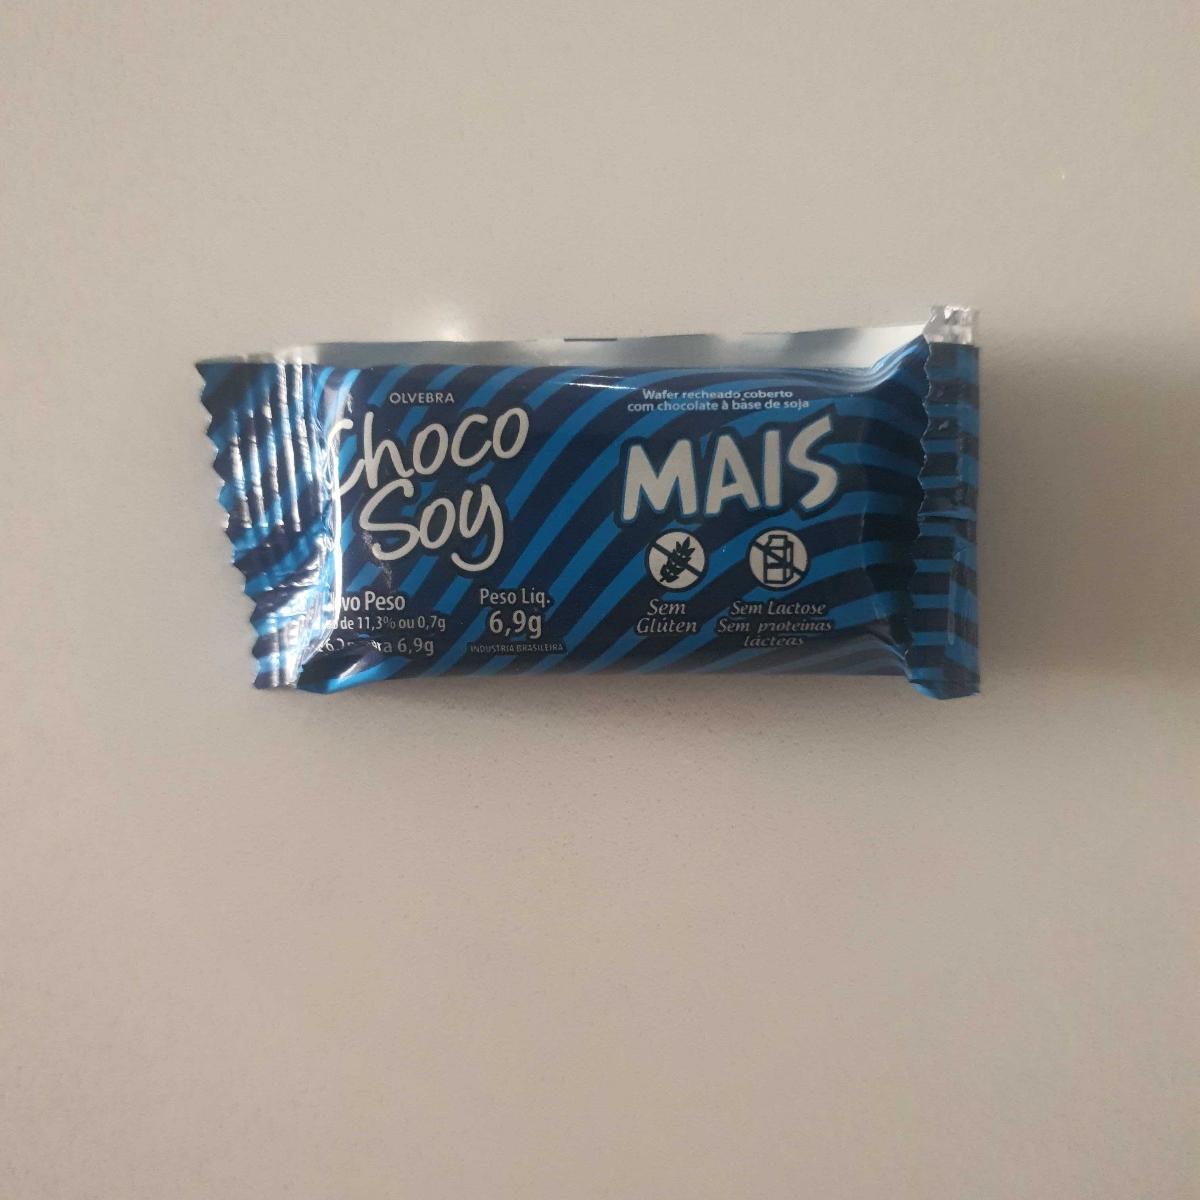 OLVEBRA
Choco
Soy
Wafer recheado coberto
com chocolate à base de soja
MAIS
Peso
de 11,3% ou 0,7g
6,9g
Peso Líq.
6,9g
INDÚSTRIA BRASILEIRA
Sem
Glúten
Sem Lactose
Sem proteínas
lácteas